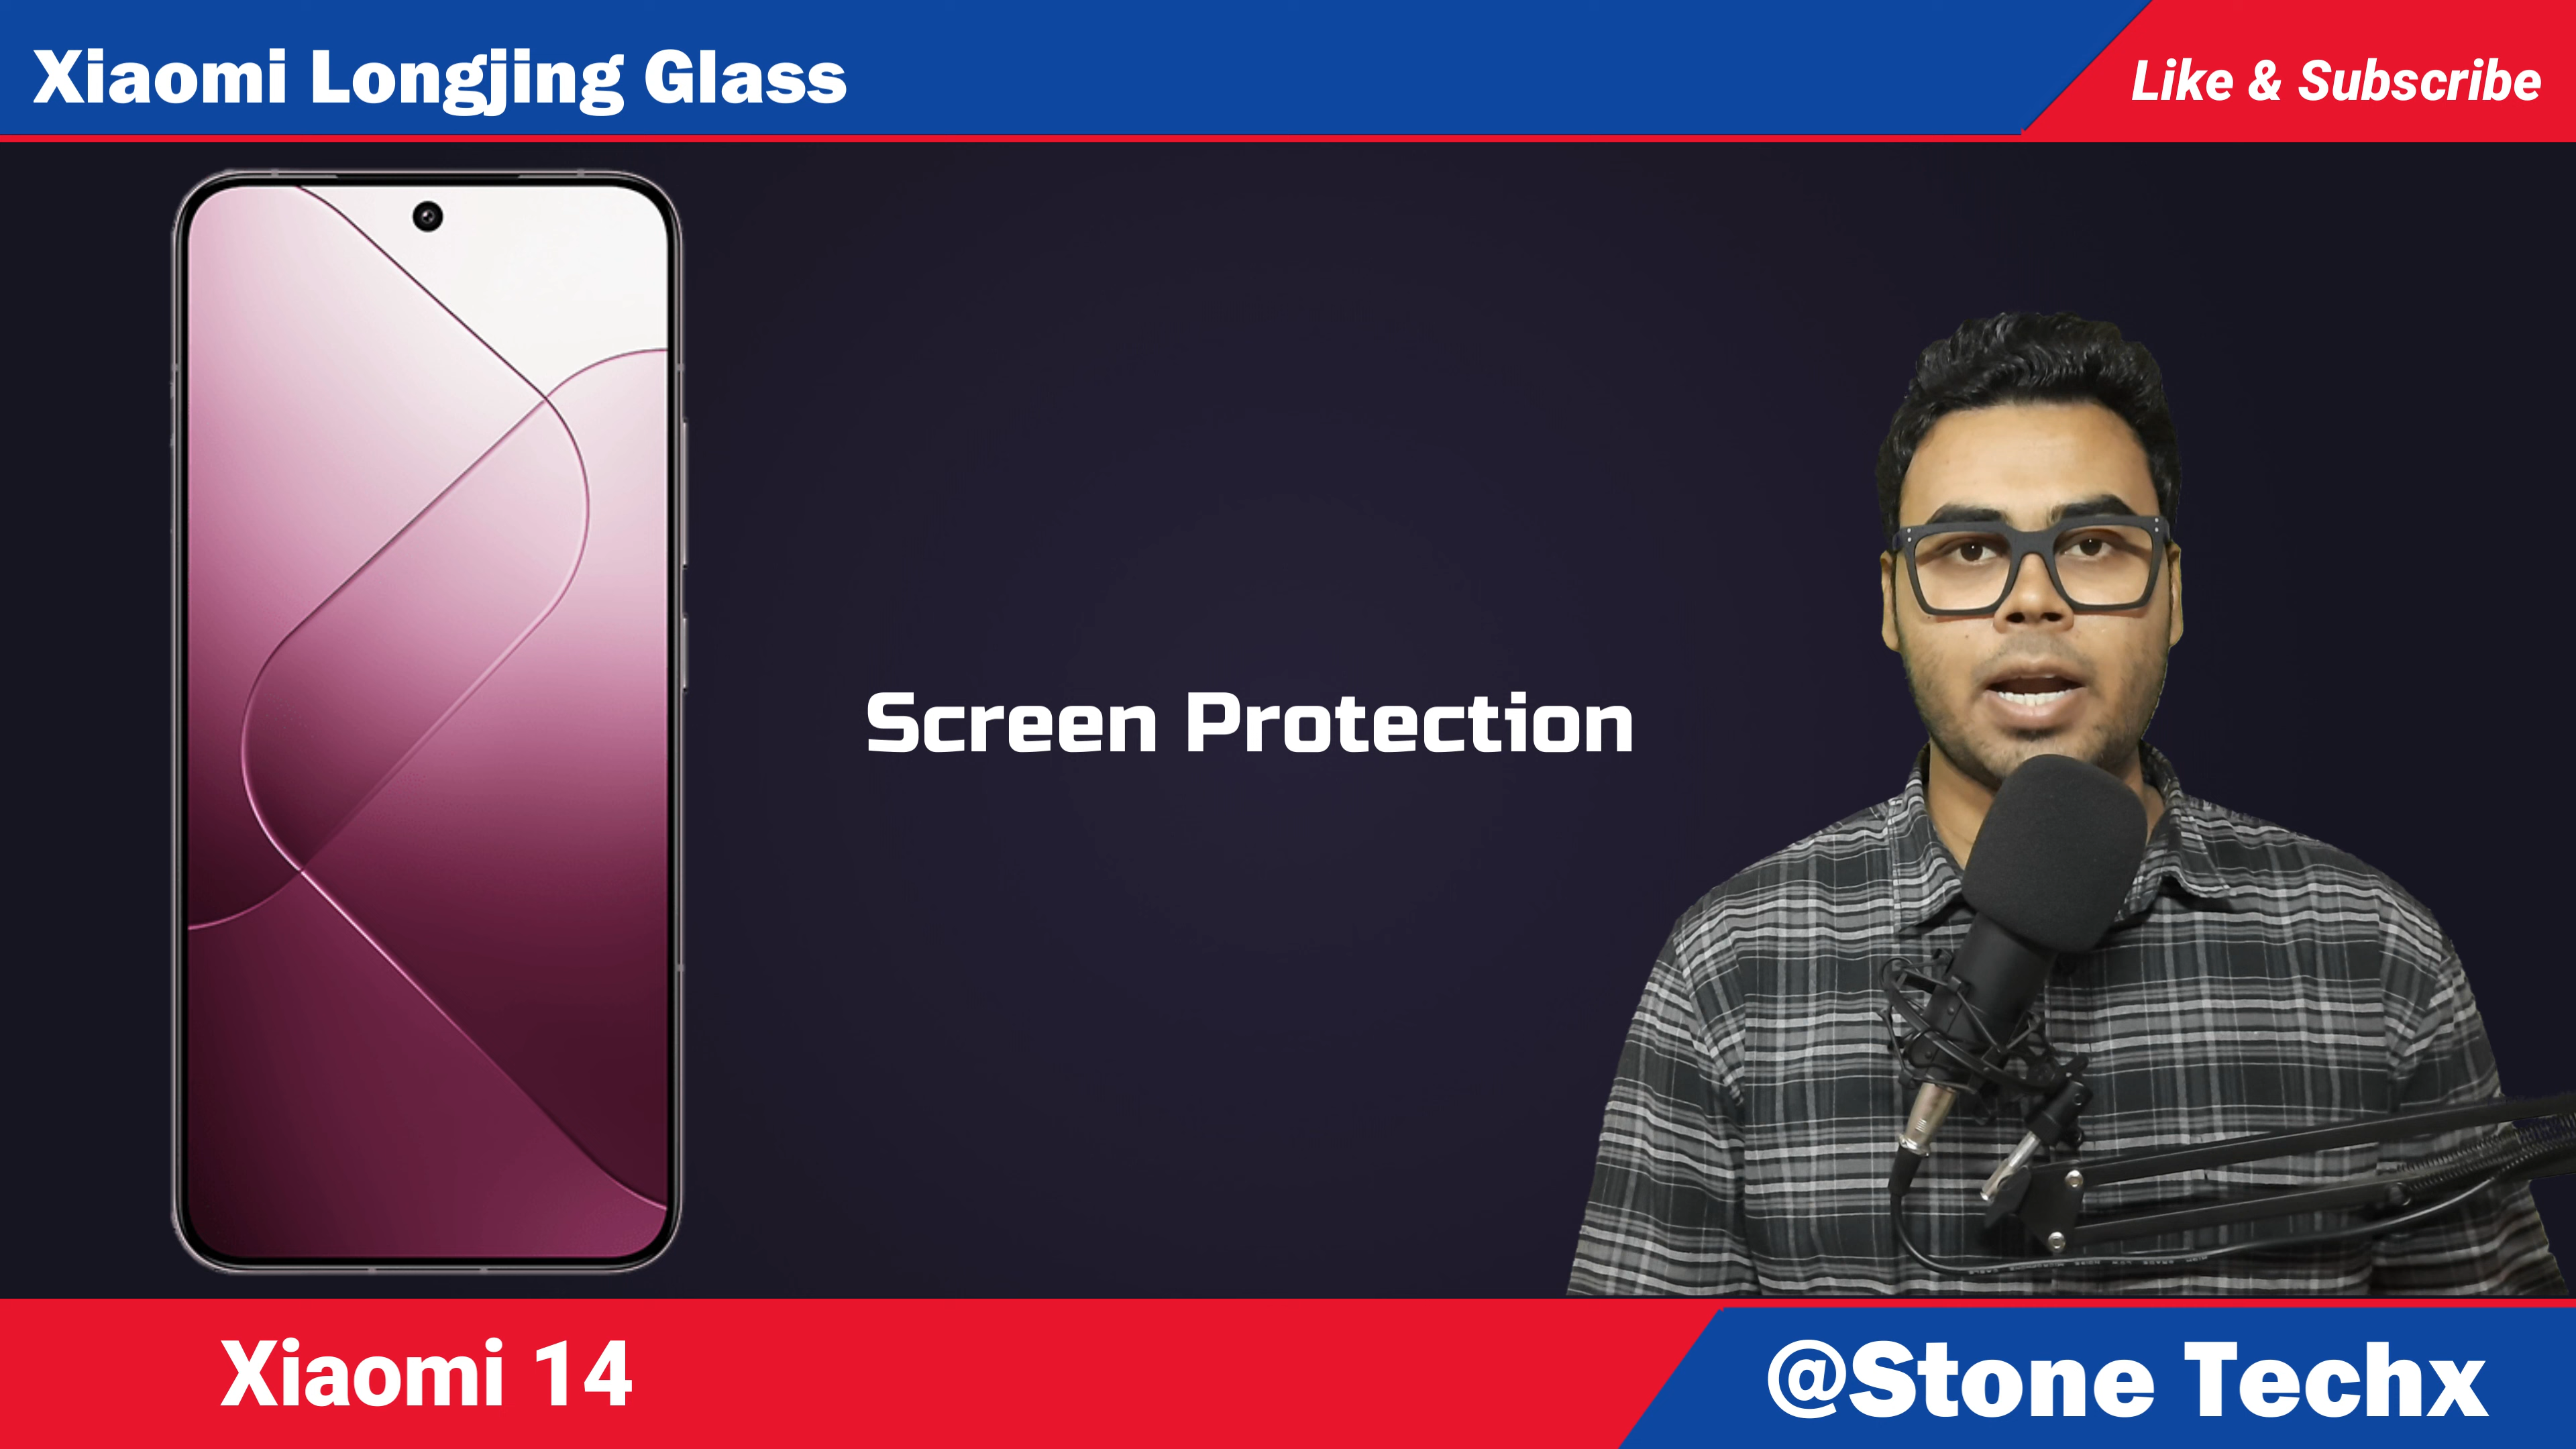 Xiaomi Longjing Glass
Like & Subscribe
Screen Protection
Xiaomi 14
@Stone Techx